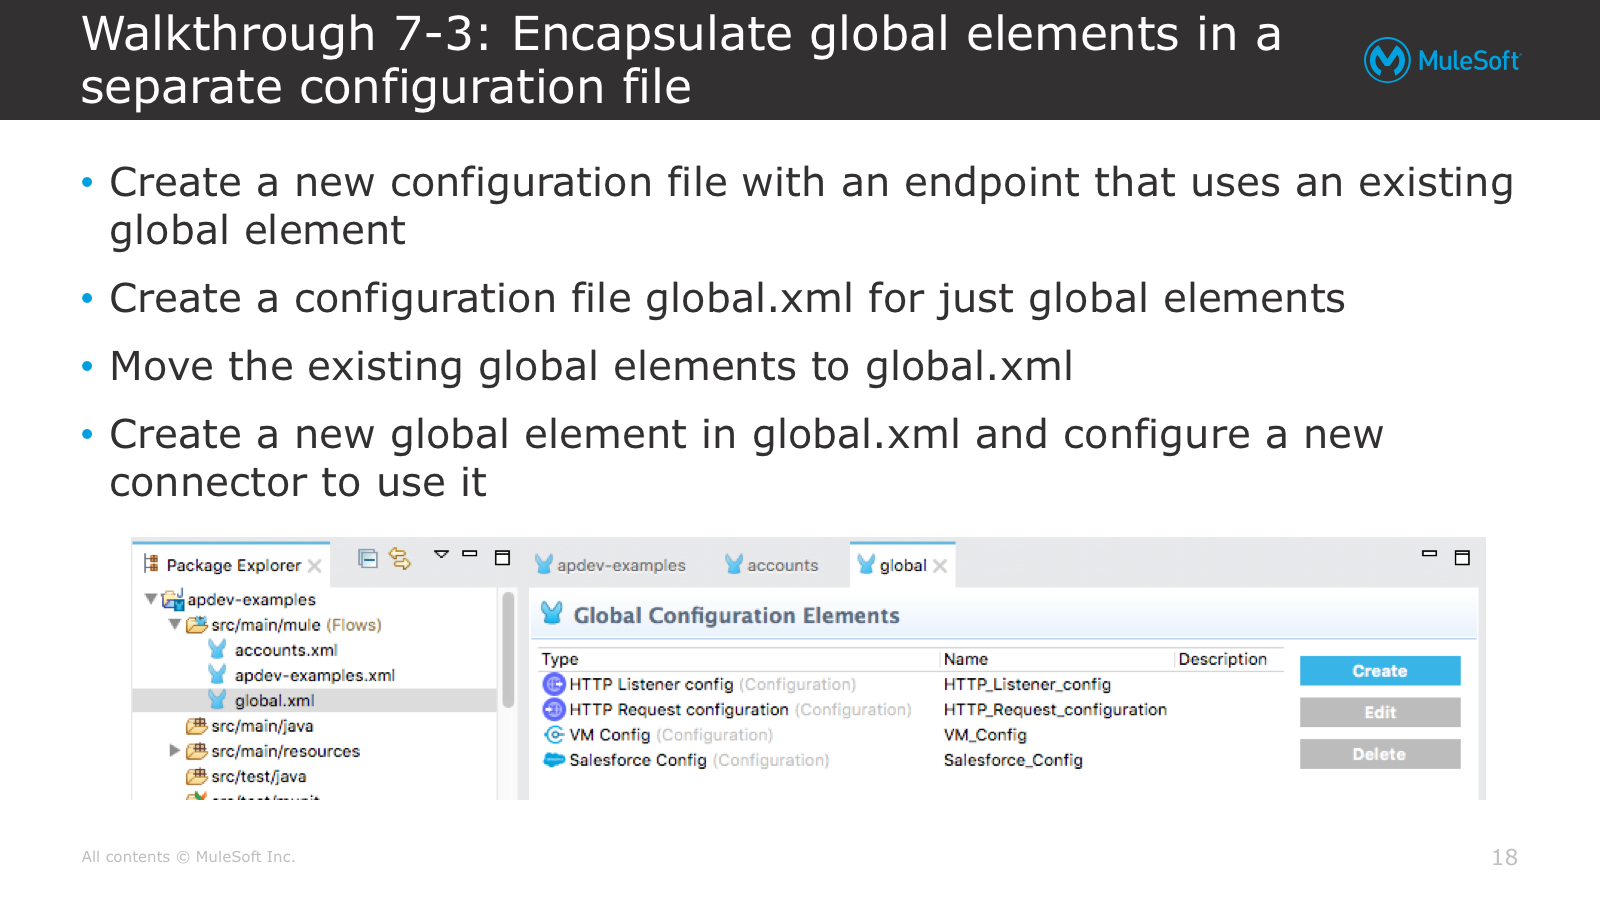 Walkthrough 7-3: Encapsulate global elements in a
separate configuration file
MuleSoft
• Create a new configuration file with an endpoint that uses an existing
global element
• Create a configuration file global.xml for just global elements
• Move the existing global elements to global.xml
• Create a new global element in global.xml and configure a new
connector to use it
Package Explorer
apdev-examples
src/main/mule (Flows)
accounts.xml
apdev-examples.xml
global.xml
src/main/java
src/main/resources
src/test/java
apdev-examples accounts global
Global Configuration Elements
Type Name Description
HTTP Listener config (Configuration) HTTP_Listener_config
HTTP Request configuration (Configuration) HTTP_Request_configuration
VM Config (Configuration) VM_Config
Salesforce Config (Configuration) Salesforce_Config
Create
Edit
Delete
All contents © MuleSoft Inc.
18